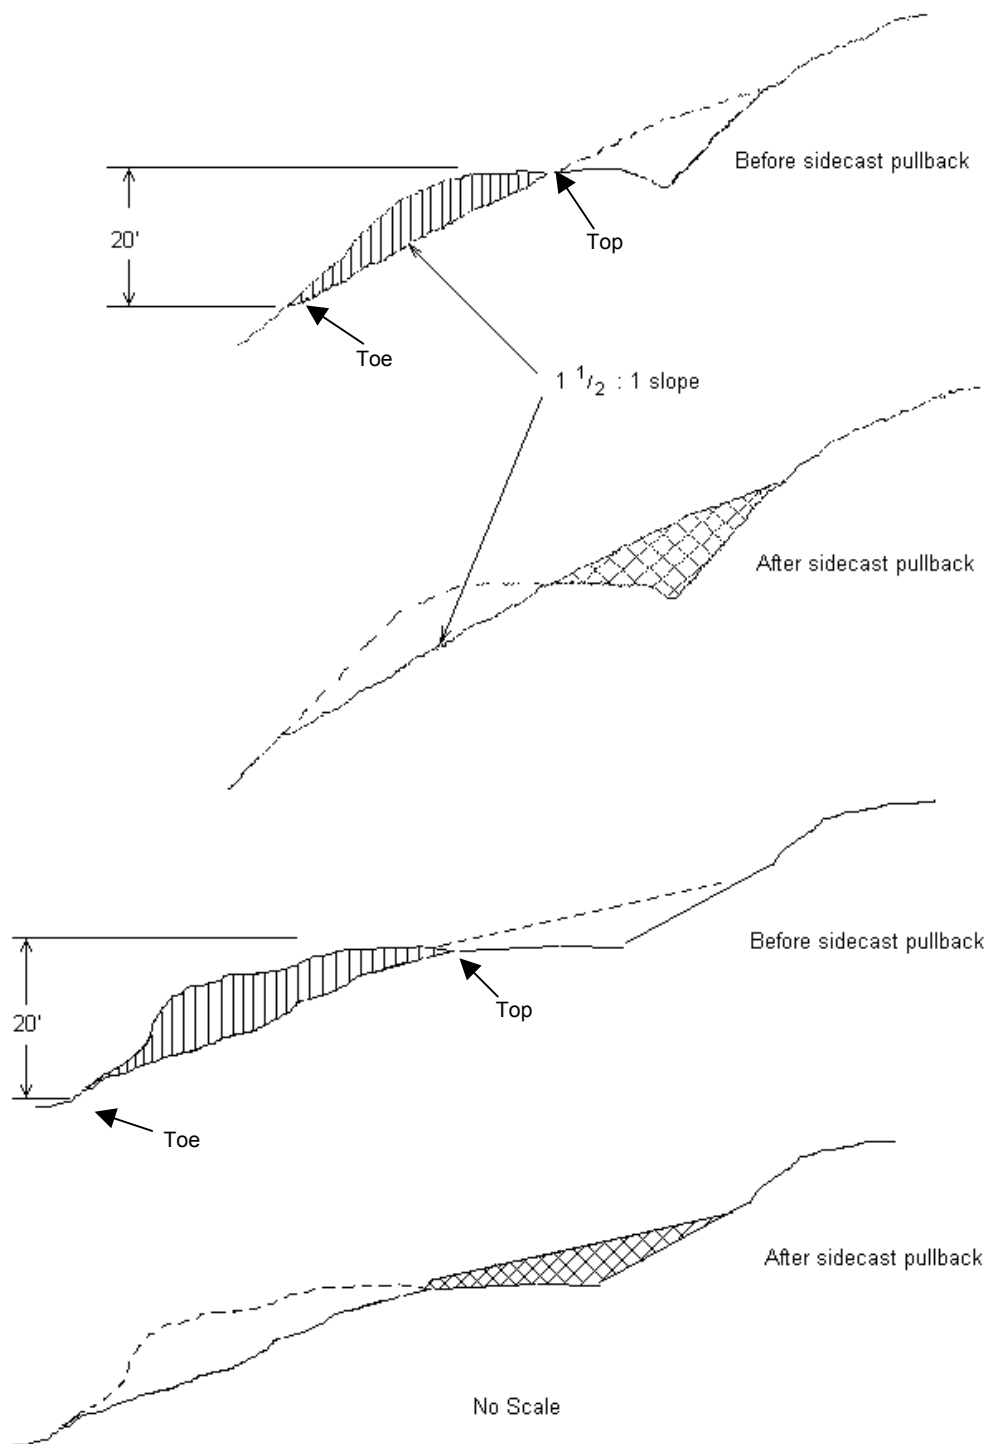 Before sidecast pullback
20'
Top
Toe
1 1/2 : 1 slope
After sidecast pullback
Before sidecast pullback
20'
Top
Toe
After sidecast pullback
No Scale